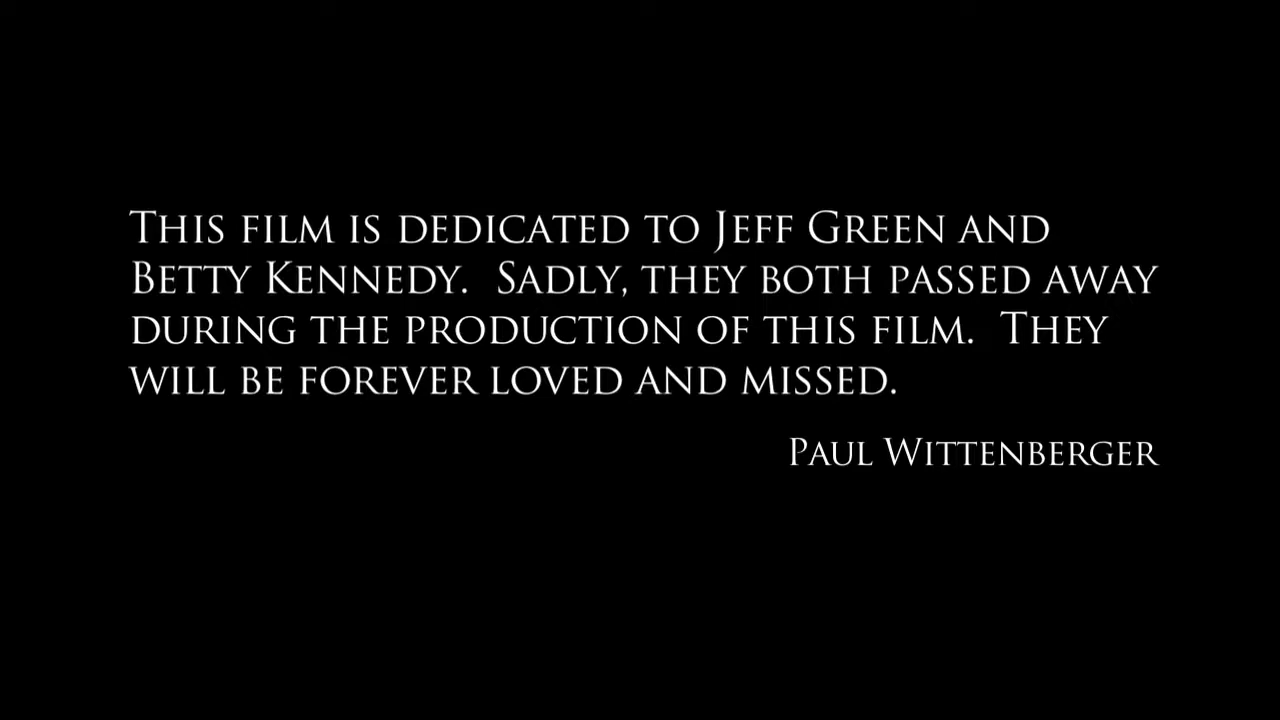 This film is dedicated to Jeff Green and
Betty Kennedy.  Sadly, they both passed away
during the production of this film.  They
will be forever loved and missed.
Paul Wittenberger